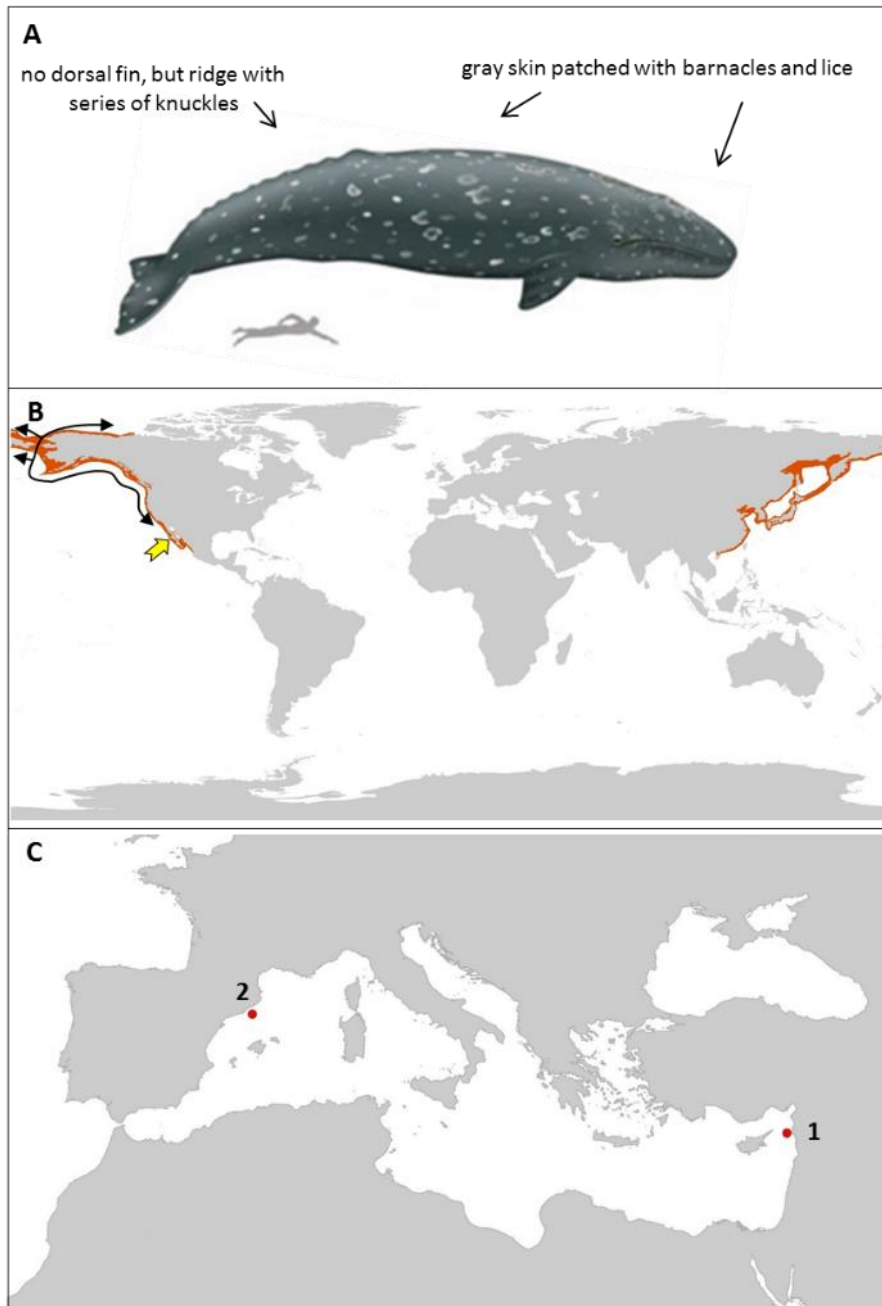 A
no dorsal fin, but ridge with
series of knuckles
gray skin patched with barnacles and lice
B
C
2
1